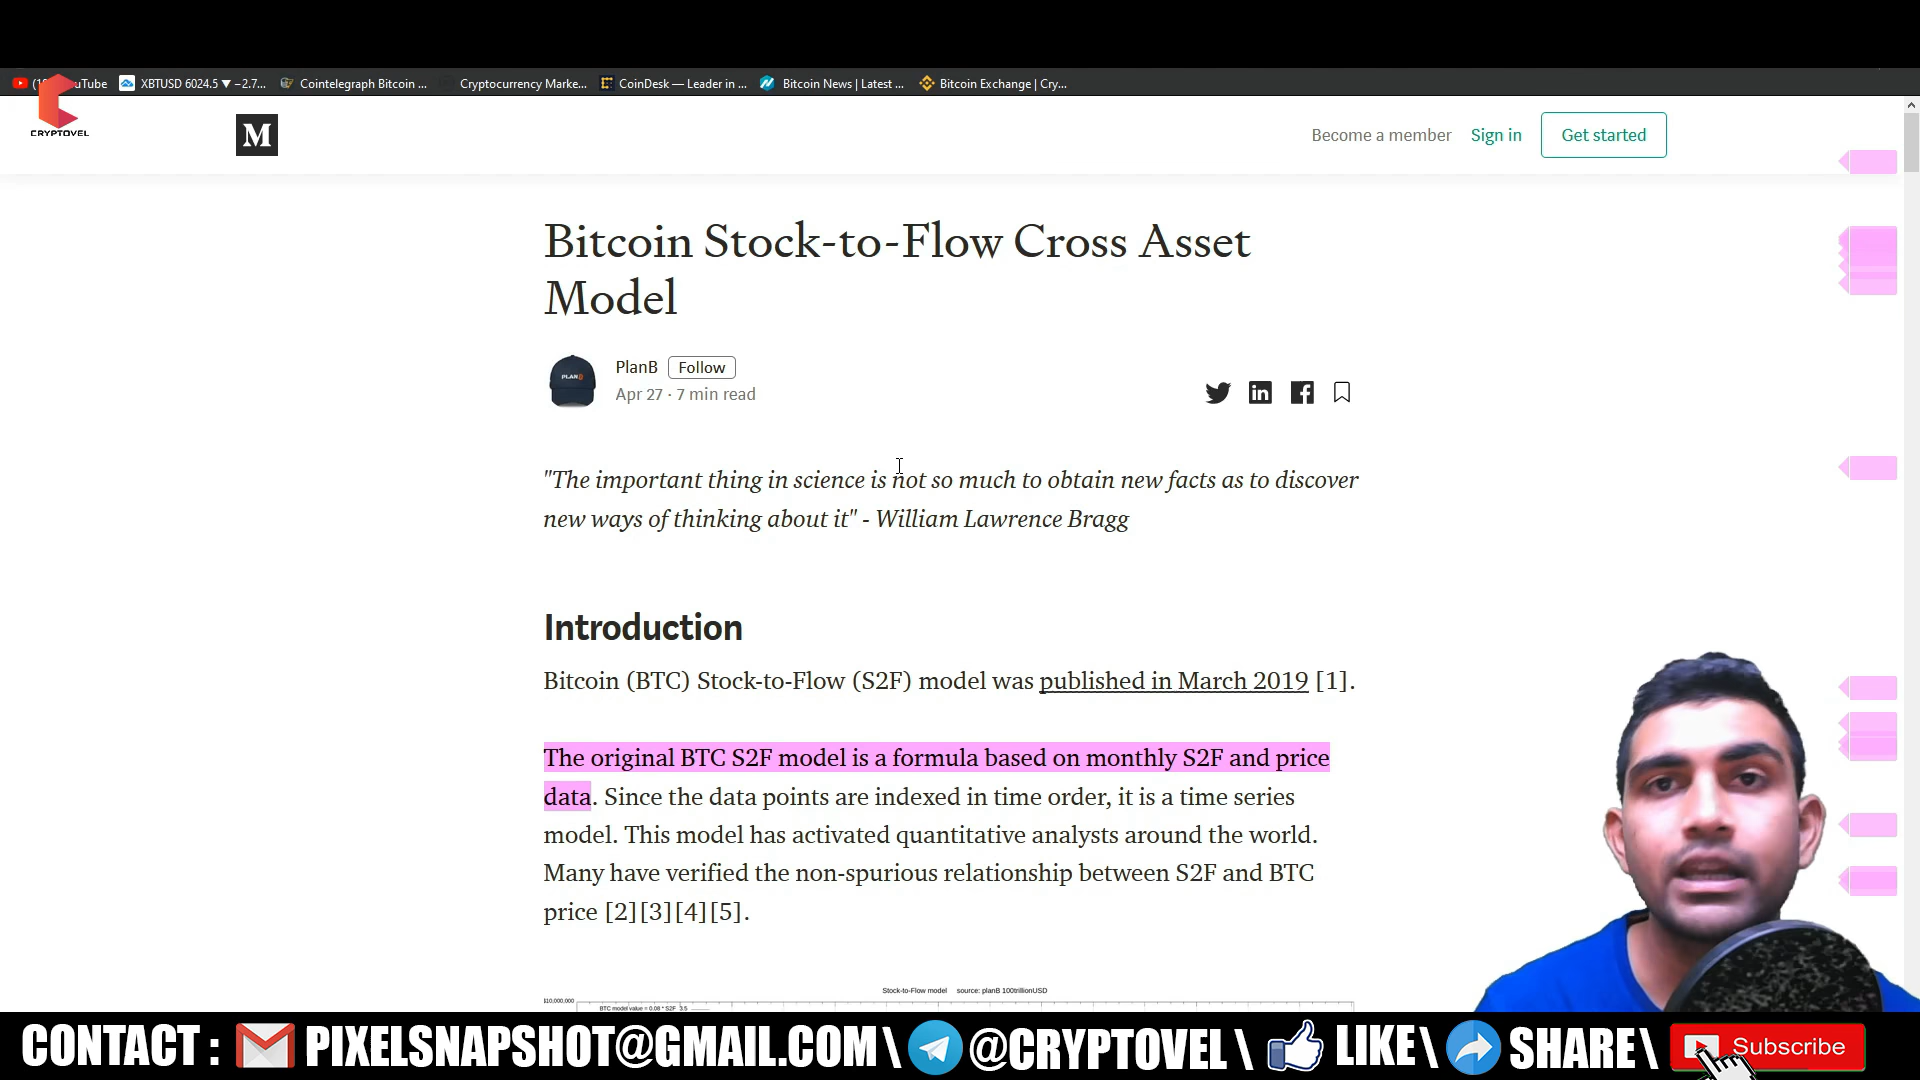 (10 uTube XBTUSD 6024.5 ▼ −2.7... Cointelegraph Bitcoin ... Cryptocurrency Marke... CoinDesk — Leader in ... Bitcoin News | Latest ... Bitcoin Exchange | Cry...
CRYPTOVEL
M
Become a member Sign in Get started
Bitcoin Stock-to-Flow Cross Asset
Model
PLANB
PlanB Follow
Apr 27 · 7 min read
"The important thing in science is not so much to obtain new facts as to discover
new ways of thinking about it" - William Lawrence Bragg
Introduction
Bitcoin (BTC) Stock-to-Flow (S2F) model was published in March 2019 [1].
The original BTC S2F model is a formula based on monthly S2F and price
data. Since the data points are indexed in time order, it is a time series
model. This model has activated quantitative analysts around the world.
Many have verified the non-spurious relationship between S2F and BTC
price [2][3][4][5].
Stock-to-Flow model source: planB 100trillionUSD
$10,000,000
BTC model value = 0.08 * S2F 3.5
CONTACT : PIXELSNAPSHOT@GMAIL.COM \ @CRYPTOVEL \ LIKE \ SHARE \ Subscribe